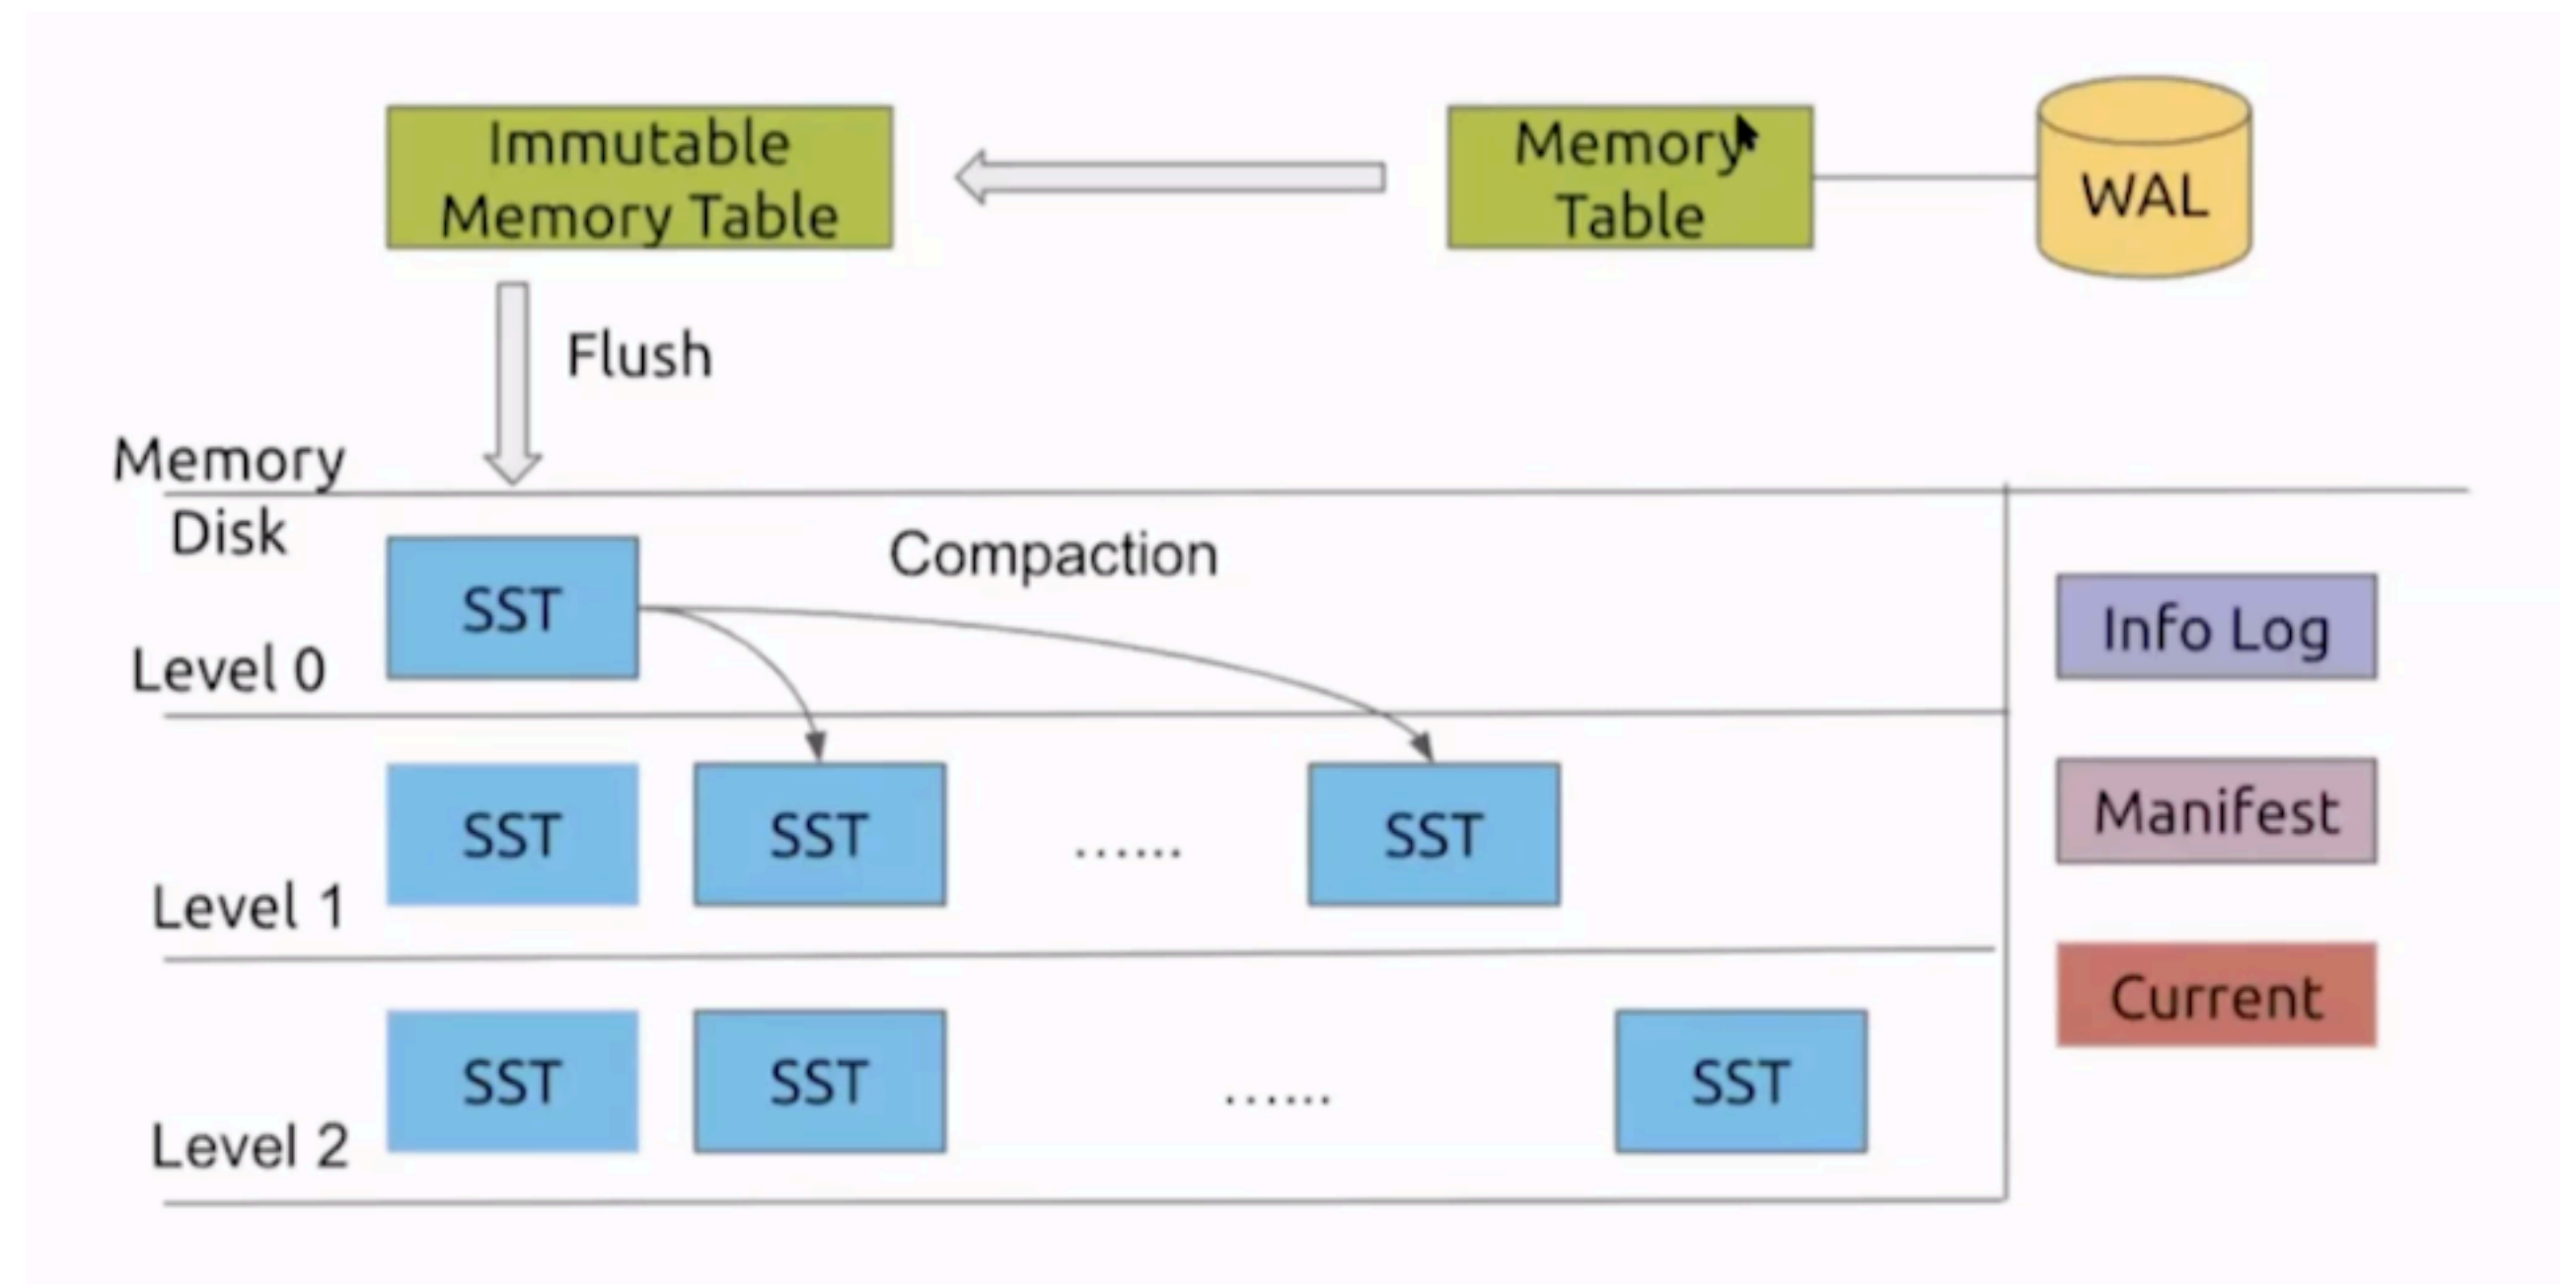 Immutable
Memory Table
Memory
Table
WAL
Flush
Memory
Disk
SST
Compaction
Level 0
Info Log
SST
SST
......
SST
Manifest
Level 1
Current
SST
SST
......
SST
Level 2